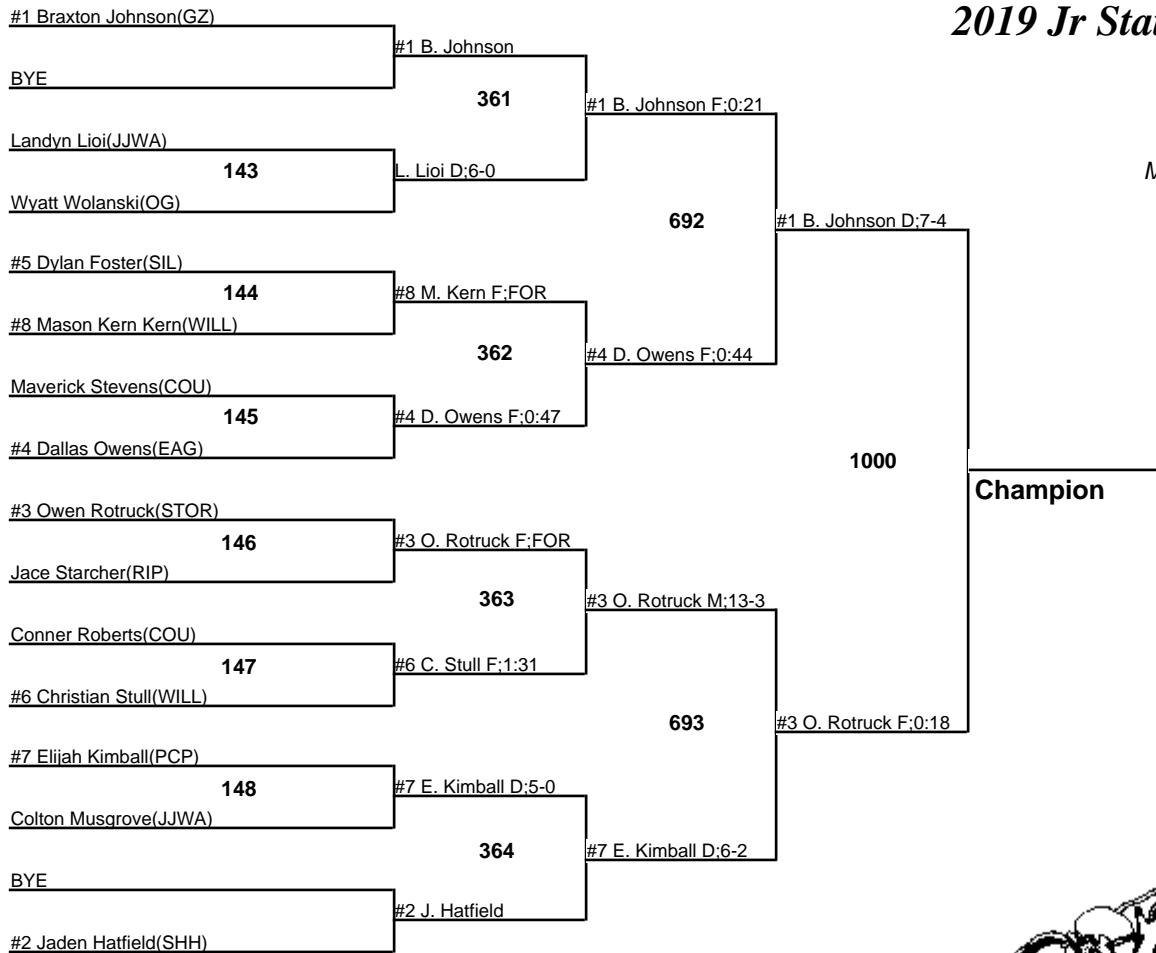 #1 Braxton Johnson(GZ)
2019 Jr Stat
#1 B. Johnson
BYE
361
#1 B. Johnson F;0:21
Landyn Lioi(JJWA)
143
L. Lioi D;6-0
M
Wyatt Wolanski(OG)
692
#1 B. Johnson D;7-4
#5 Dylan Foster(SIL)
144
#8 M. Kern F;FOR
#8 Mason Kern Kern(WILL)
362
#4 D. Owens F;0:44
Maverick Stevens(COU)
145
#4 D. Owens F;0:47
#4 Dallas Owens(EAG)
1000
Champion
#3 Owen Rotruck(STOR)
146
#3 O. Rotruck F;FOR
Jace Starcher(RIP)
363
#3 O. Rotruck M;13-3
Conner Roberts(COU)
147
#6 C. Stull F;1:31
#6 Christian Stull(WILL)
693
#3 O. Rotruck F;0:18
#7 Elijah Kimball(PCP)
148
#7 E. Kimball D;5-0
Colton Musgrove(JJWA)
364
#7 E. Kimball D;6-2
BYE
#2 J. Hatfield
#2 Jaden Hatfield(SHH)